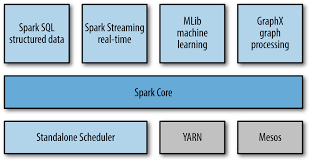 Spark SQL
structured data
Spark Streaming
real-time
MLib
machine
learning
GraphX
graph
processing
Spark Core
Standalone Scheduler
YARN
Mesos